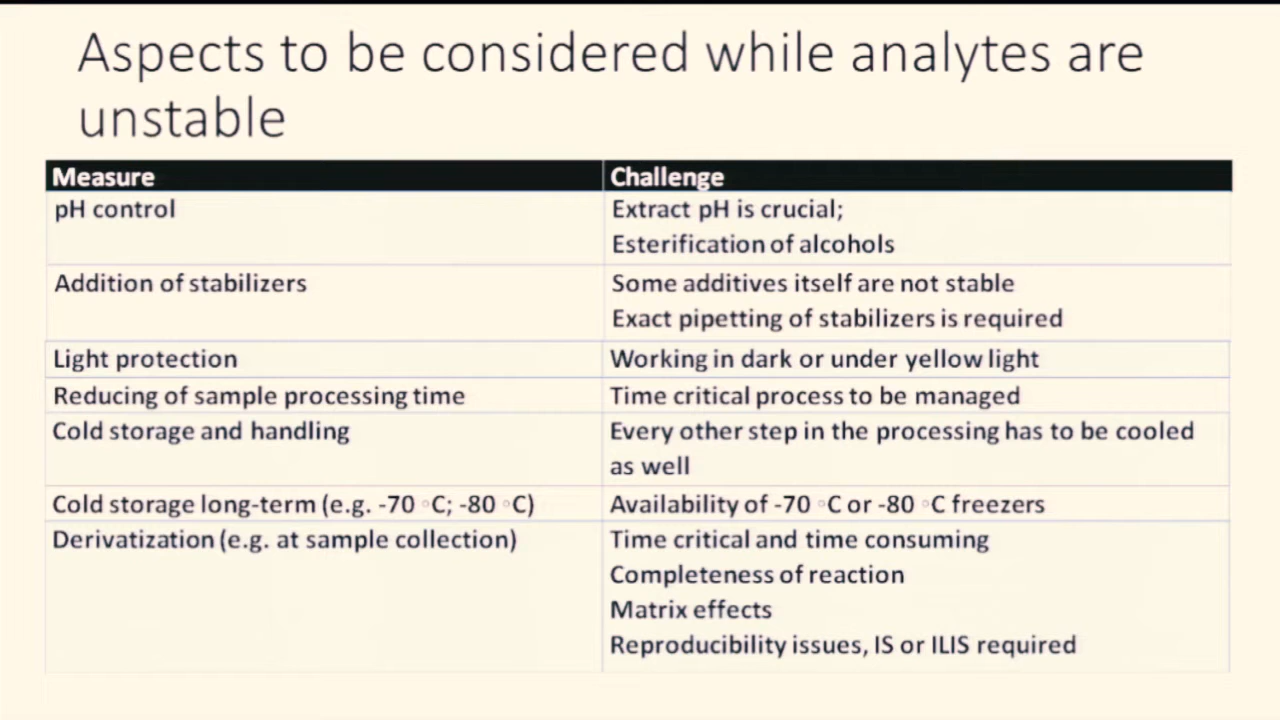 Aspects to be considered while analytes are
unstable
Measure
Challenge
pH control
Extract pH is crucial;
Esterification of alcohols
Addition of stabilizers
Some additives itself are not stable
Exact pipetting of stabilizers is required
Light protection
Working in dark or under yellow light
Reducing of sample processing time
Time critical process to be managed
Cold storage and handling
Every other step in the processing has to be cooled
as well
Cold storage long-term (e.g. -70 °C; -80 °C)
Availability of -70 °C or -80 °C freezers
Derivatization (e.g. at sample collection)
Time critical and time consuming
Completeness of reaction
Matrix effects
Reproducibility issues, IS or ILIS required